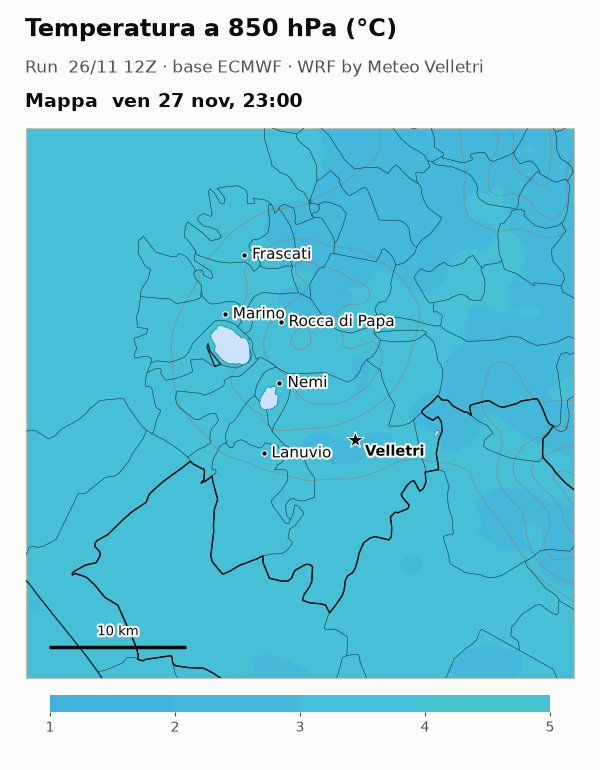 Temperatura a 850 hPa (°C)
Run  26/11 12Z · base ECMWF · WRF by Meteo Velletri
Mappa  ven 27 nov, 23:00
Frascati
Marino
Rocca di Papa
Nemi
Velletri
Lanuvio
10 km
1 2 3 4 5